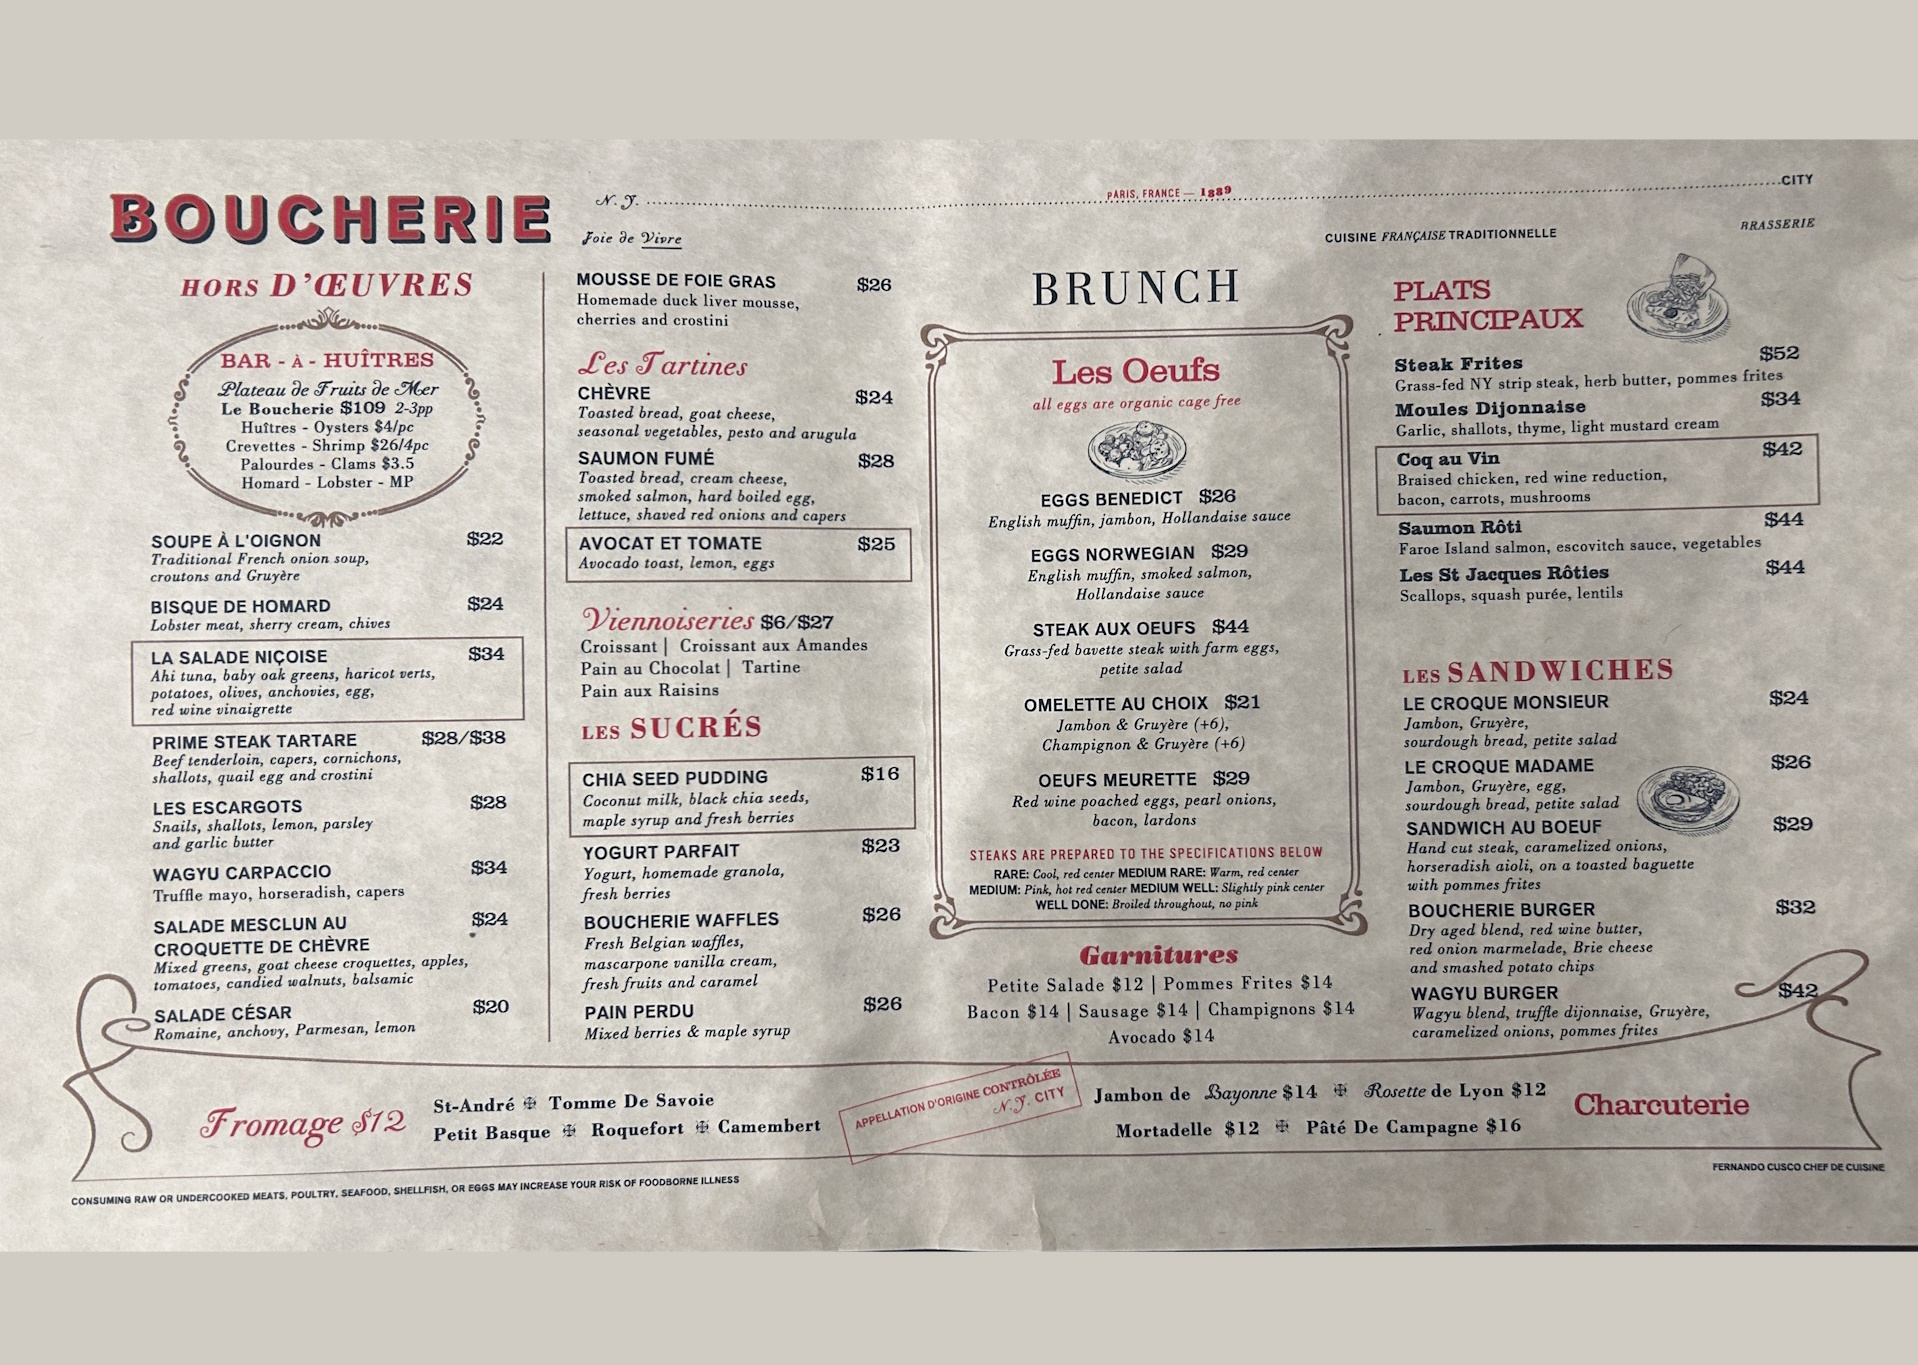 BOUCHERIE
N.Y.
PARIS, FRANCE — 1889
CITY
Joie de Vivre
CUISINE FRANÇAISE TRADITIONNELLE
BRASSERIE
HORS D'ŒUVRES
BAR - À - HUÎTRES
Plateau de Fruits de Mer
Le Boucherie $109 2-3pp
Huîtres - Oysters $4/pc
Crevettes - Shrimp $26/4pc
Palourdes - Clams $3.5
Homard - Lobster - MP
SOUPE À L'OIGNON $22
Traditional French onion soup,
croutons and Gruyère
BISQUE DE HOMARD $24
Lobster meat, sherry cream, chives
LA SALADE NIÇOISE $34
Ahi tuna, baby oak greens, haricot verts,
potatoes, olives, anchovies, egg,
red wine vinaigrette
PRIME STEAK TARTARE $28/$38
Beef tenderloin, capers, cornichons,
shallots, quail egg and crostini
LES ESCARGOTS $28
Snails, shallots, lemon, parsley
and garlic butter
WAGYU CARPACCIO $34
Truffle mayo, horseradish, capers
SALADE MESCLUN AU $24
CROQUETTE DE CHÈVRE
Mixed greens, goat cheese croquettes, apples,
tomatoes, candied walnuts, balsamic
SALADE CÉSAR $20
Romaine, anchovy, Parmesan, lemon
MOUSSE DE FOIE GRAS $26
Homemade duck liver mousse,
cherries and crostini
Les Tartines
CHÈVRE $24
Toasted bread, goat cheese,
seasonal vegetables, pesto and arugula
SAUMON FUMÉ $28
Toasted bread, cream cheese,
smoked salmon, hard boiled egg,
lettuce, shaved red onions and capers
AVOCAT ET TOMATE $25
Avocado toast, lemon, eggs
Viennoiseries $6/$27
Croissant | Croissant aux Amandes
Pain au Chocolat | Tartine
Pain aux Raisins
LES SUCRÉS
CHIA SEED PUDDING $16
Coconut milk, black chia seeds,
maple syrup and fresh berries
YOGURT PARFAIT $23
Yogurt, homemade granola,
fresh berries
BOUCHERIE WAFFLES $26
Fresh Belgian waffles,
mascarpone vanilla cream,
fresh fruits and caramel
PAIN PERDU $26
Mixed berries & maple syrup
BRUNCH
Les Oeufs
all eggs are organic cage free
EGGS BENEDICT $26
English muffin, jambon, Hollandaise sauce
EGGS NORWEGIAN $29
English muffin, smoked salmon,
Hollandaise sauce
STEAK AUX OEUFS $44
Grass-fed bavette steak with farm eggs,
petite salad
OMELETTE AU CHOIX $21
Jambon & Gruyère (+6),
Champignon & Gruyère (+6)
OEUFS MEURETTE $29
Red wine poached eggs, pearl onions,
bacon, lardons
STEAKS ARE PREPARED TO THE SPECIFICATIONS BELOW
RARE: Cool, red center MEDIUM RARE: Warm, red center
MEDIUM: Pink, hot red center MEDIUM WELL: Slightly pink center
WELL DONE: Broiled throughout, no pink
Garnitures
Petite Salade $12 | Pommes Frites $14
Bacon $14 | Sausage $14 | Champignons $14
Avocado $14
PLATS
PRINCIPAUX
Steak Frites $52
Grass-fed NY strip steak, herb butter, pommes frites
Moules Dijonnaise $34
Garlic, shallots, thyme, light mustard cream
Coq au Vin $42
Braised chicken, red wine reduction,
bacon, carrots, mushrooms
Saumon Rôti $44
Faroe Island salmon, escovitch sauce, vegetables
Les St Jacques Rôties $44
Scallops, squash purée, lentils
LES SANDWICHES
LE CROQUE MONSIEUR $24
Jambon, Gruyère,
sourdough bread, petite salad
LE CROQUE MADAME $26
Jambon, Gruyère, egg,
sourdough bread, petite salad
SANDWICH AU BOEUF $29
Hand cut steak, caramelized onions,
horseradish aioli, on a toasted baguette
with pommes frites
BOUCHERIE BURGER $32
Dry aged blend, red wine butter,
red onion marmelade, Brie cheese
and smashed potato chips
WAGYU BURGER $42
Wagyu blend, truffle dijonnaise, Gruyère,
caramelized onions, pommes frites
Fromage $12
St-André ✠ Tomme De Savoie
Petit Basque ✠ Roquefort ✠ Camembert
APPELLATION D'ORIGINE CONTRÔLÉE
N.Y. CITY
Jambon de Bayonne $14 ✠ Rosette de Lyon $12
Mortadelle $12 ✠ Pâté De Campagne $16
Charcuterie
FERNANDO CUSCO CHEF DE CUISINE
CONSUMING RAW OR UNDERCOOKED MEATS, POULTRY, SEAFOOD, SHELLFISH, OR EGGS MAY INCREASE YOUR RISK OF FOODBORNE ILLNESS